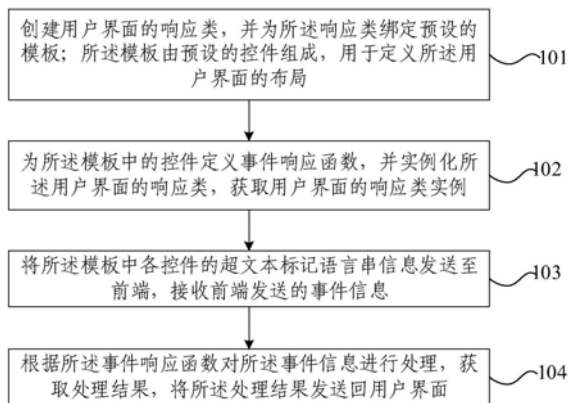 创建用户界面的响应类，并为所述响应类绑定预设的
模板；所述模板由预设的控件组成，用于定义所述用
户界面的布局
101
为所述模板中的控件定义事件响应函数，并实例化所
述用户界面的响应类，获取用户界面的响应类实例
102
将所述模板中各控件的超文本标记语言串信息发送至
前端，接收前端发送的事件信息
103
根据所述事件响应函数对所述事件信息进行处理，获
取处理结果，将所述处理结果发送回用户界面
104